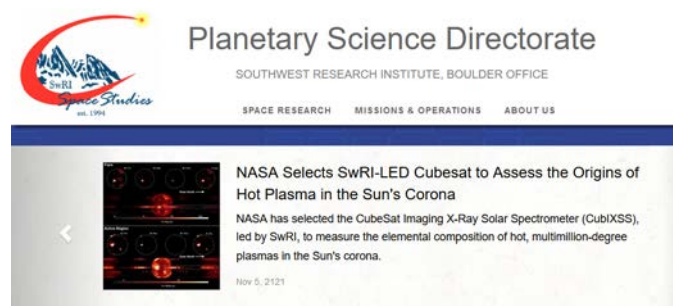 SwRI
Space Studies
est. 1994
Planetary Science Directorate
SOUTHWEST RESEARCH INSTITUTE, BOULDER OFFICE
SPACE RESEARCH MISSIONS & OPERATIONS ABOUT US
NASA Selects SwRI-LED Cubesat to Assess the Origins of
Hot Plasma in the Sun's Corona
NASA has selected the CubeSat Imaging X-Ray Solar Spectrometer (CubIXSS),
led by SwRI, to measure the elemental composition of hot, multimillion-degree
plasmas in the Sun's corona.
Nov 5, 2121